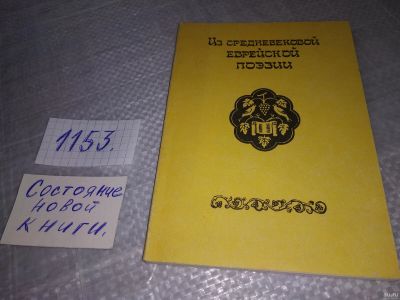 Из средневековой
еврейской
поэзии
1153.
Состояние
новой
книги.